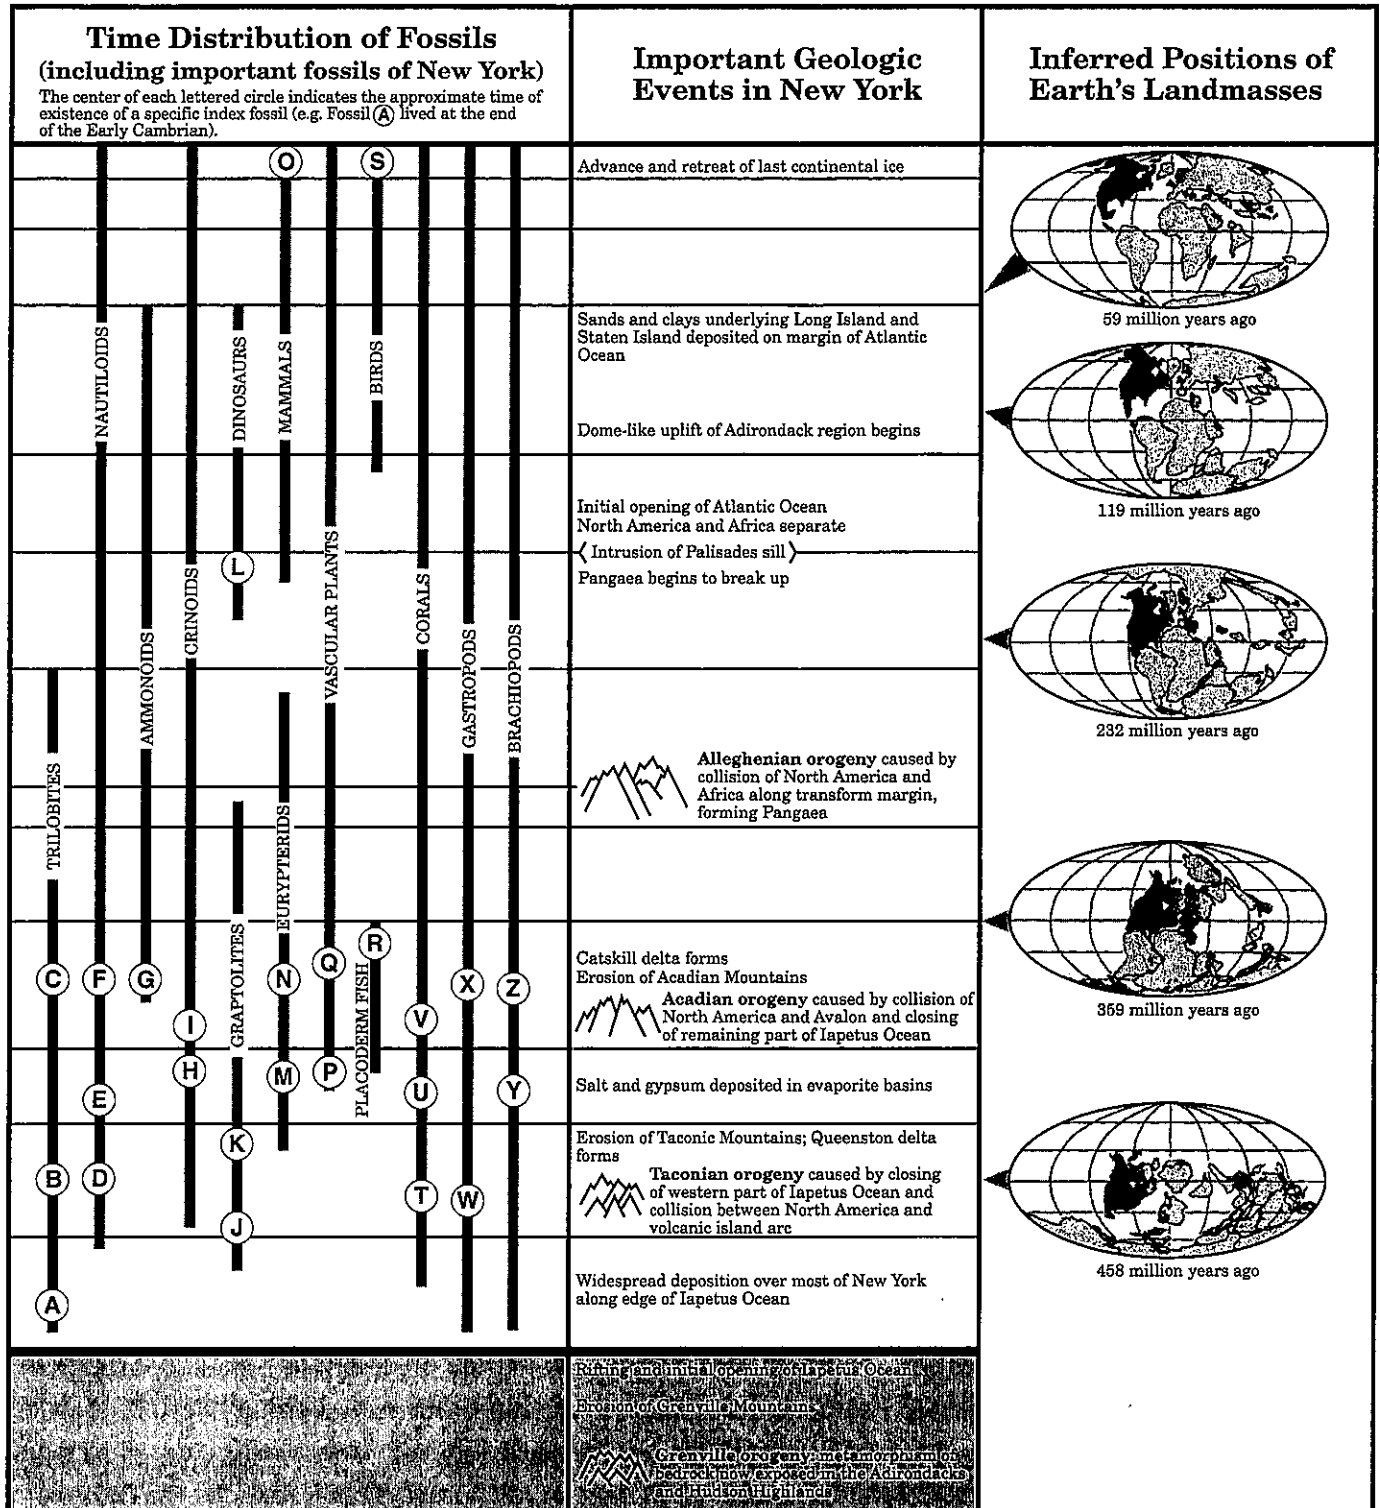 Time Distribution of Fossils
(including important fossils of New York)
The center of each lettered circle indicates the approximate time of
existence of a specific index fossil (e.g. Fossil A lived at the end
of the Early Cambrian).
Important Geologic
Events in New York
Inferred Positions of
Earth's Landmasses
O
S
NAUTILOIDS
DINOSAURS
MAMMALS
BIRDS
L
CRINOIDS
VASCULAR PLANTS
CORALS
AMMONOIDS
GASTROPODS
BRACHIOPODS
TRILOBITES
EURYPTERIDS
GRAPTOLITES
PLACODERM FISH
R
Q
C
F
G
N
X
Z
I
V
H
M
P
E
U
Y
K
B
D
T
W
J
A
Advance and retreat of last continental ice
Sands and clays underlying Long Island and
Staten Island deposited on margin of Atlantic
Ocean
Dome-like uplift of Adirondack region begins
Initial opening of Atlantic Ocean
North America and Africa separate
Intrusion of Palisades sill
Pangaea begins to break up
Alleghenian orogeny caused by
collision of North America and
Africa along transform margin,
forming Pangaea
Catskill delta forms
Erosion of Acadian Mountains
Acadian orogeny caused by collision of
North America and Avalon and closing
of remaining part of Iapetus Ocean
Salt and gypsum deposited in evaporite basins
Erosion of Taconic Mountains; Queenston delta
forms
Taconian orogeny caused by closing
of western part of Iapetus Ocean and
collision between North America and
volcanic island arc
Widespread deposition over most of New York
along edge of Iapetus Ocean
Rifting and initial opening of Iapetus Ocean
Erosion of Grenville Mountains
Grenville orogeny: metamorphism of
bedrock now exposed in the Adirondacks
and Hudson Highlands
59 million years ago
119 million years ago
232 million years ago
359 million years ago
458 million years ago